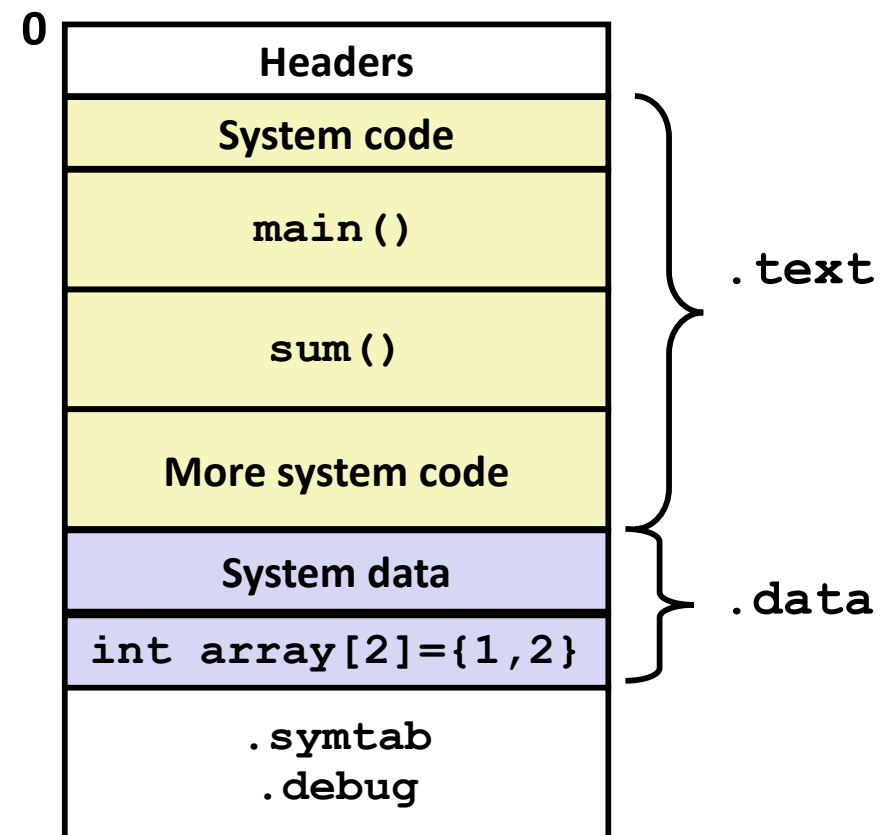 0
Headers
System code
main()
sum()
More system code
.text
System data
int array[2]={1,2}
.data
.symtab
.debug